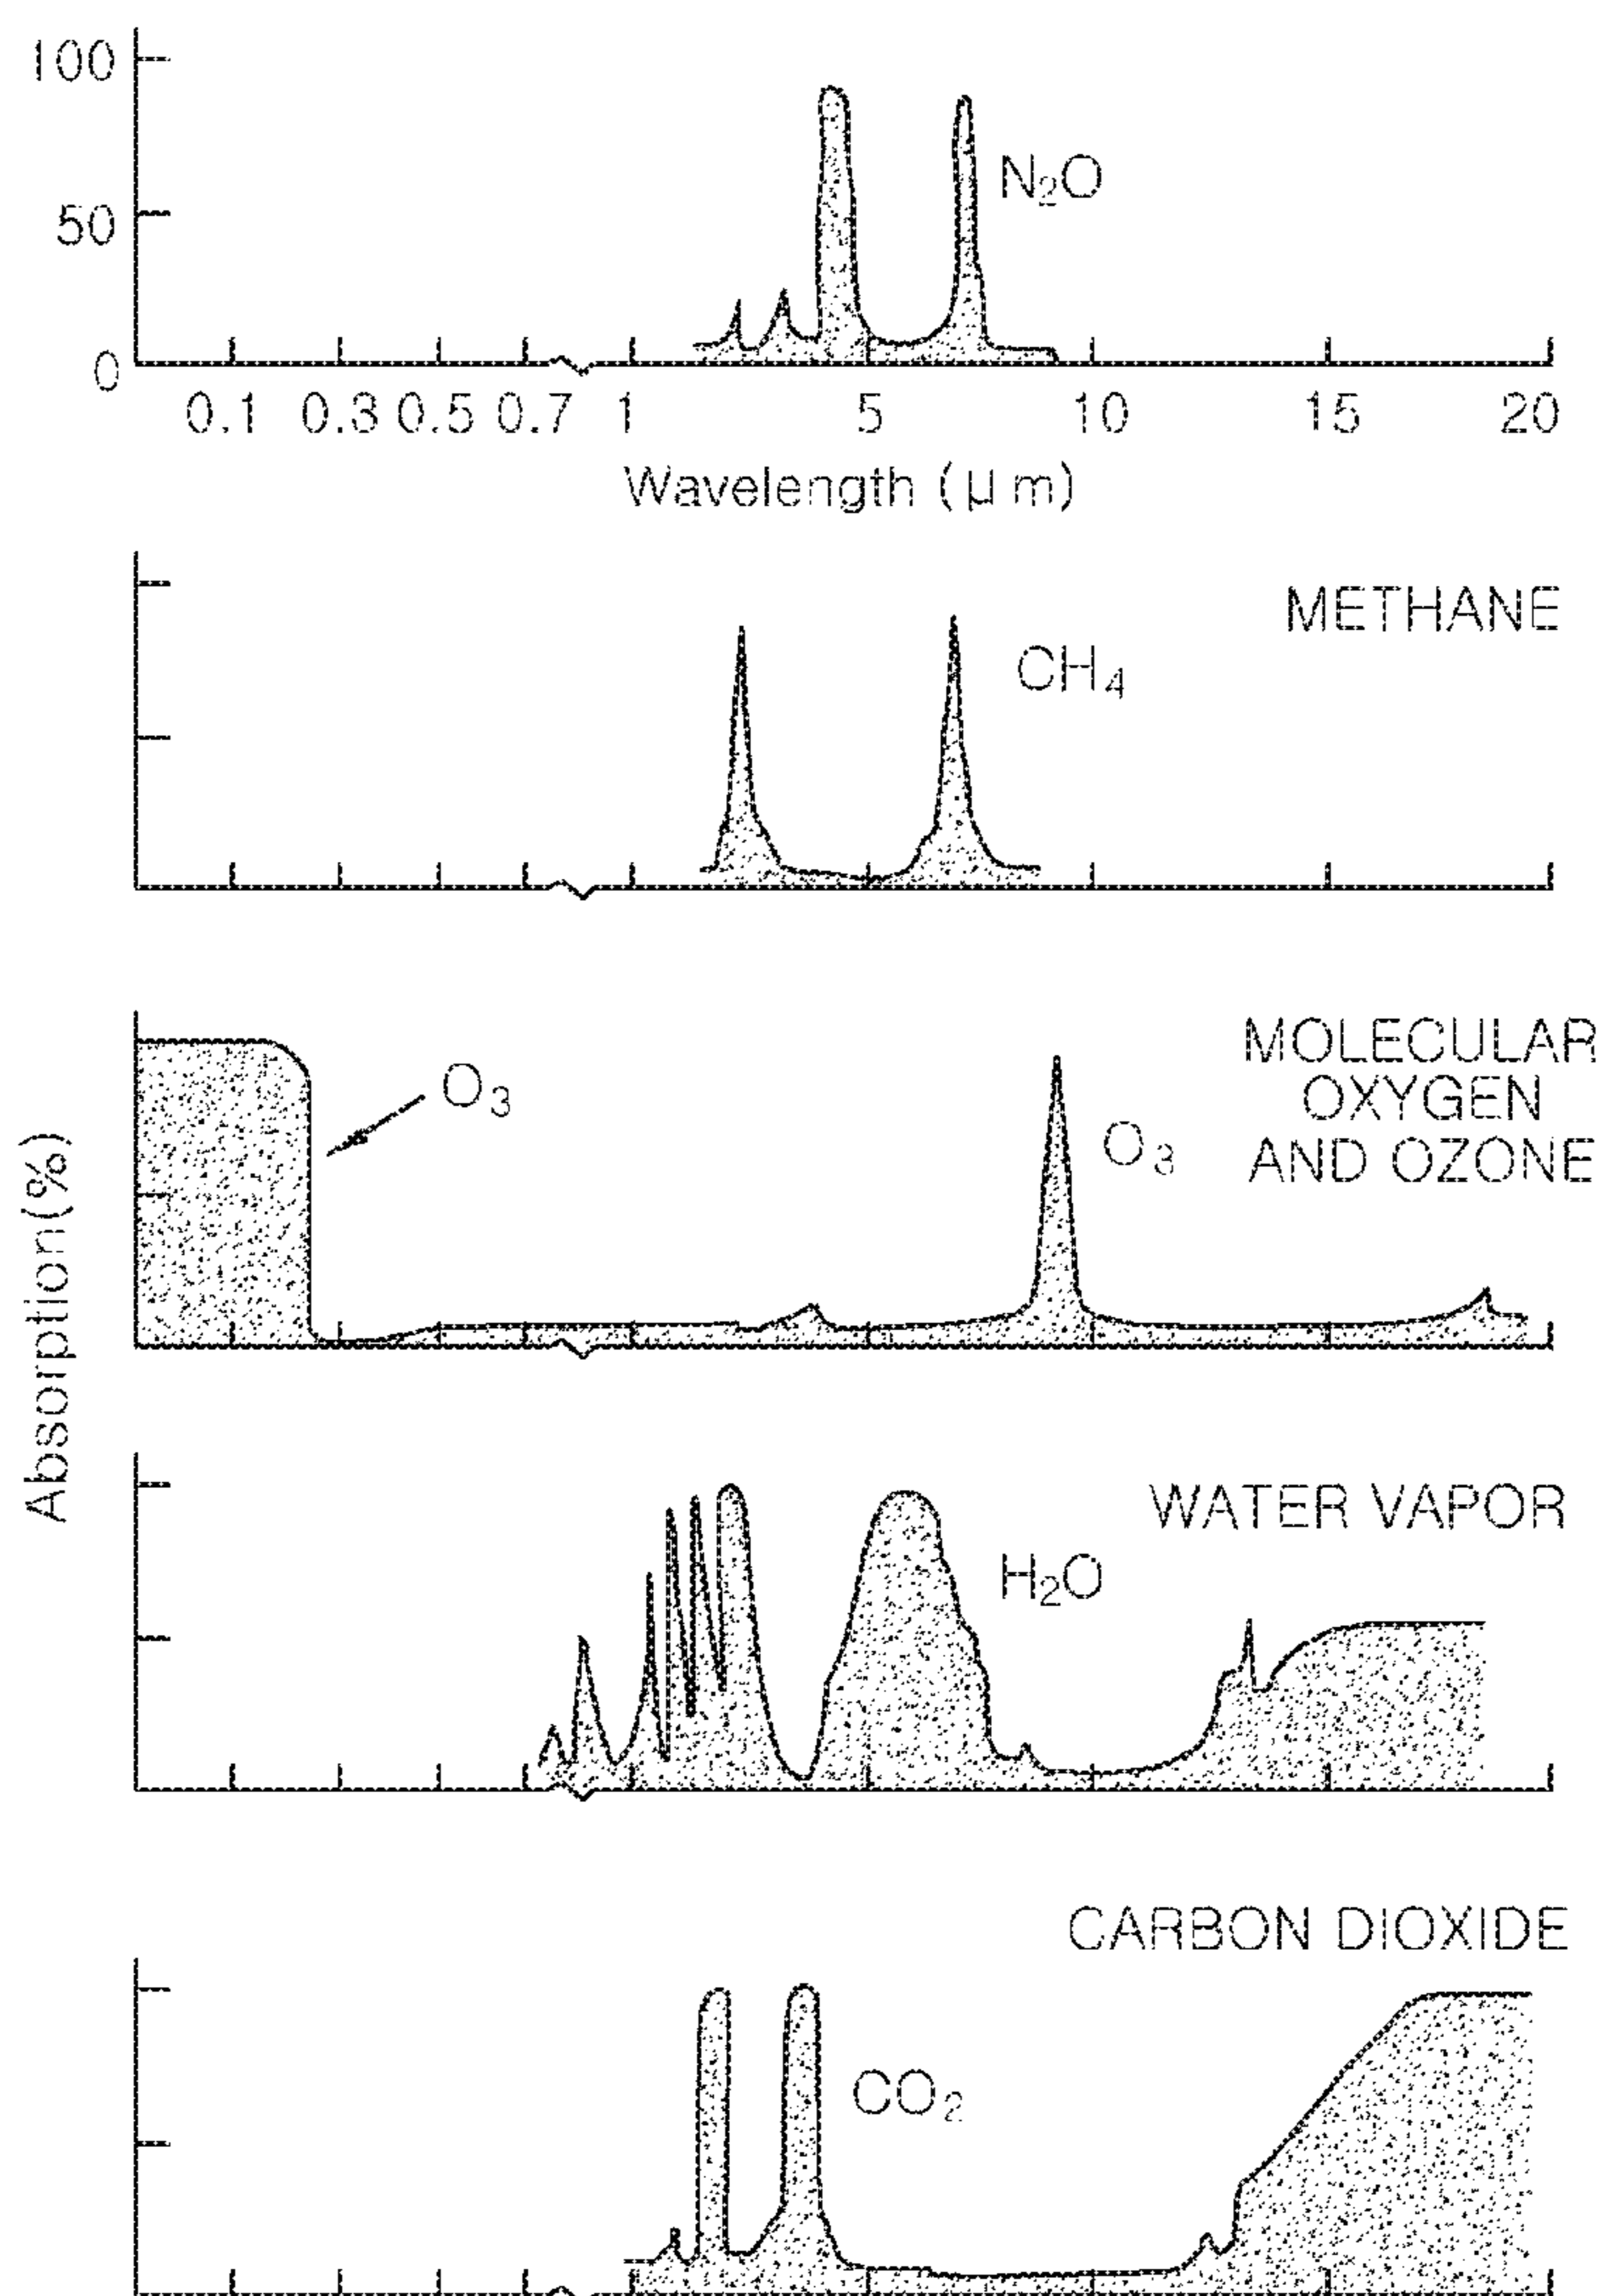 100
50
0
N₂O
0.1 0.3 0.5 0.7 1 5 10 15 20
Wavelength (μm)
METHANE
CH₄
Absorption(%)
MOLECULAR
OXYGEN
AND OZONE
O₃
O₃
WATER VAPOR
H₂O
CARBON DIOXIDE
CO₂